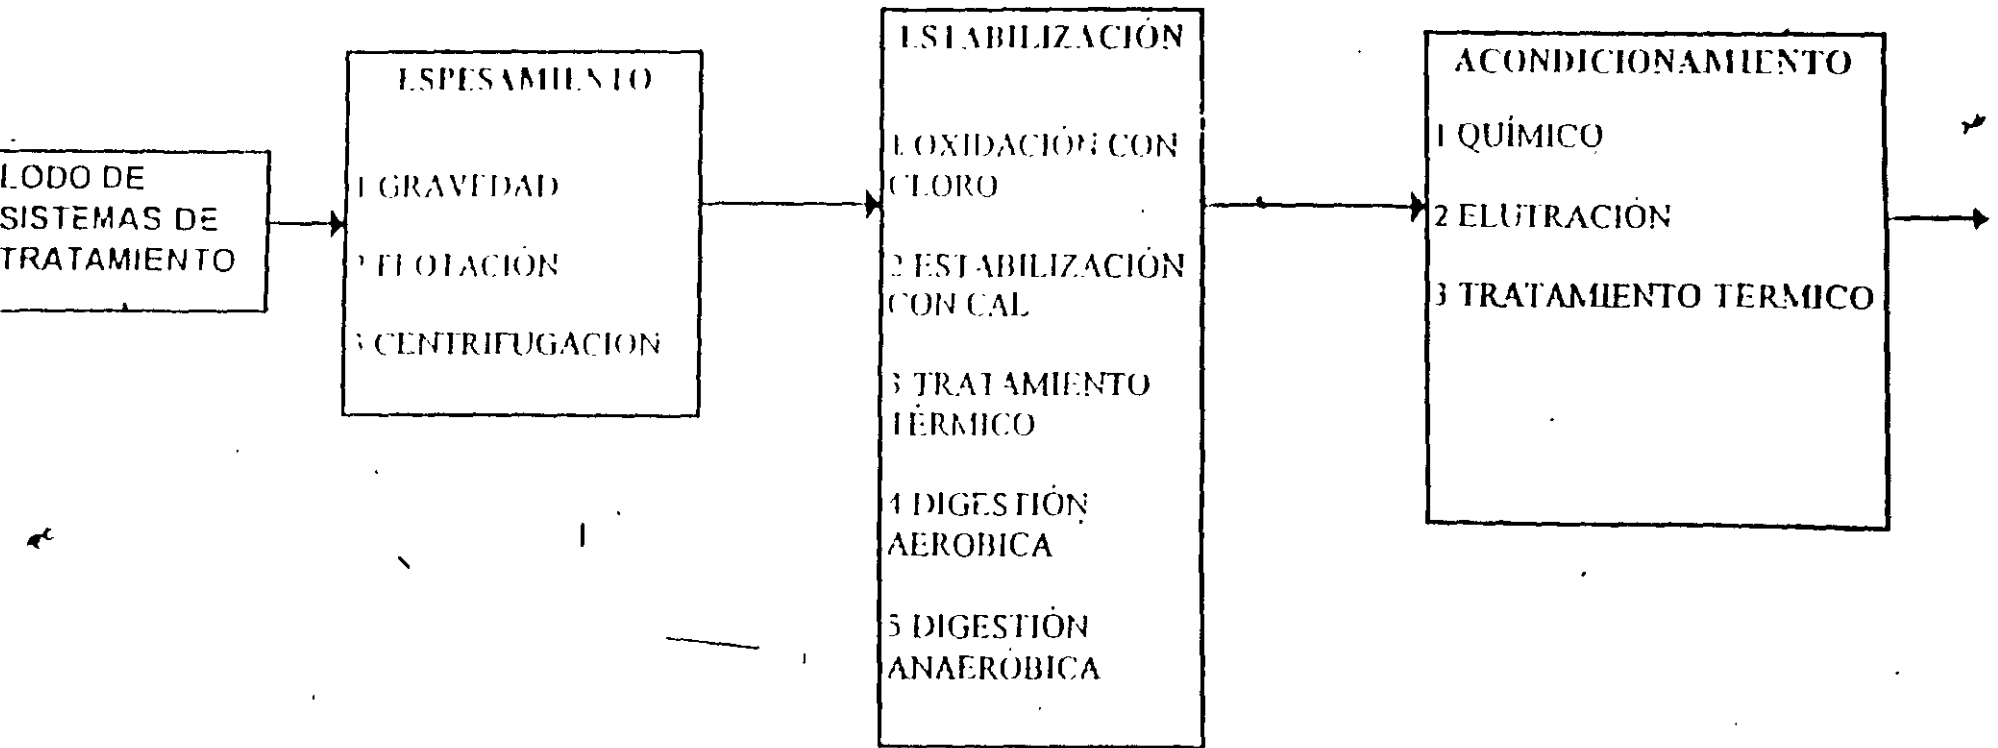 LODO DE
SISTEMAS DE
TRATAMIENTO
ESPESAMIENTO
1 GRAVEDAD
2 FLOTACIÓN
3 CENTRIFUGACION
ESTABILIZACIÓN
1. OXIDACIÓN CON
CLORO
2 ESTABILIZACIÓN
CON CAL
3 TRATAMIENTO
TÉRMICO
4 DIGESTIÓN
AEROBICA
5 DIGESTIÓN
ANAERÓBICA
ACONDICIONAMIENTO
1 QUÍMICO
2 ELUTRACIÓN
3 TRATAMIENTO TERMICO